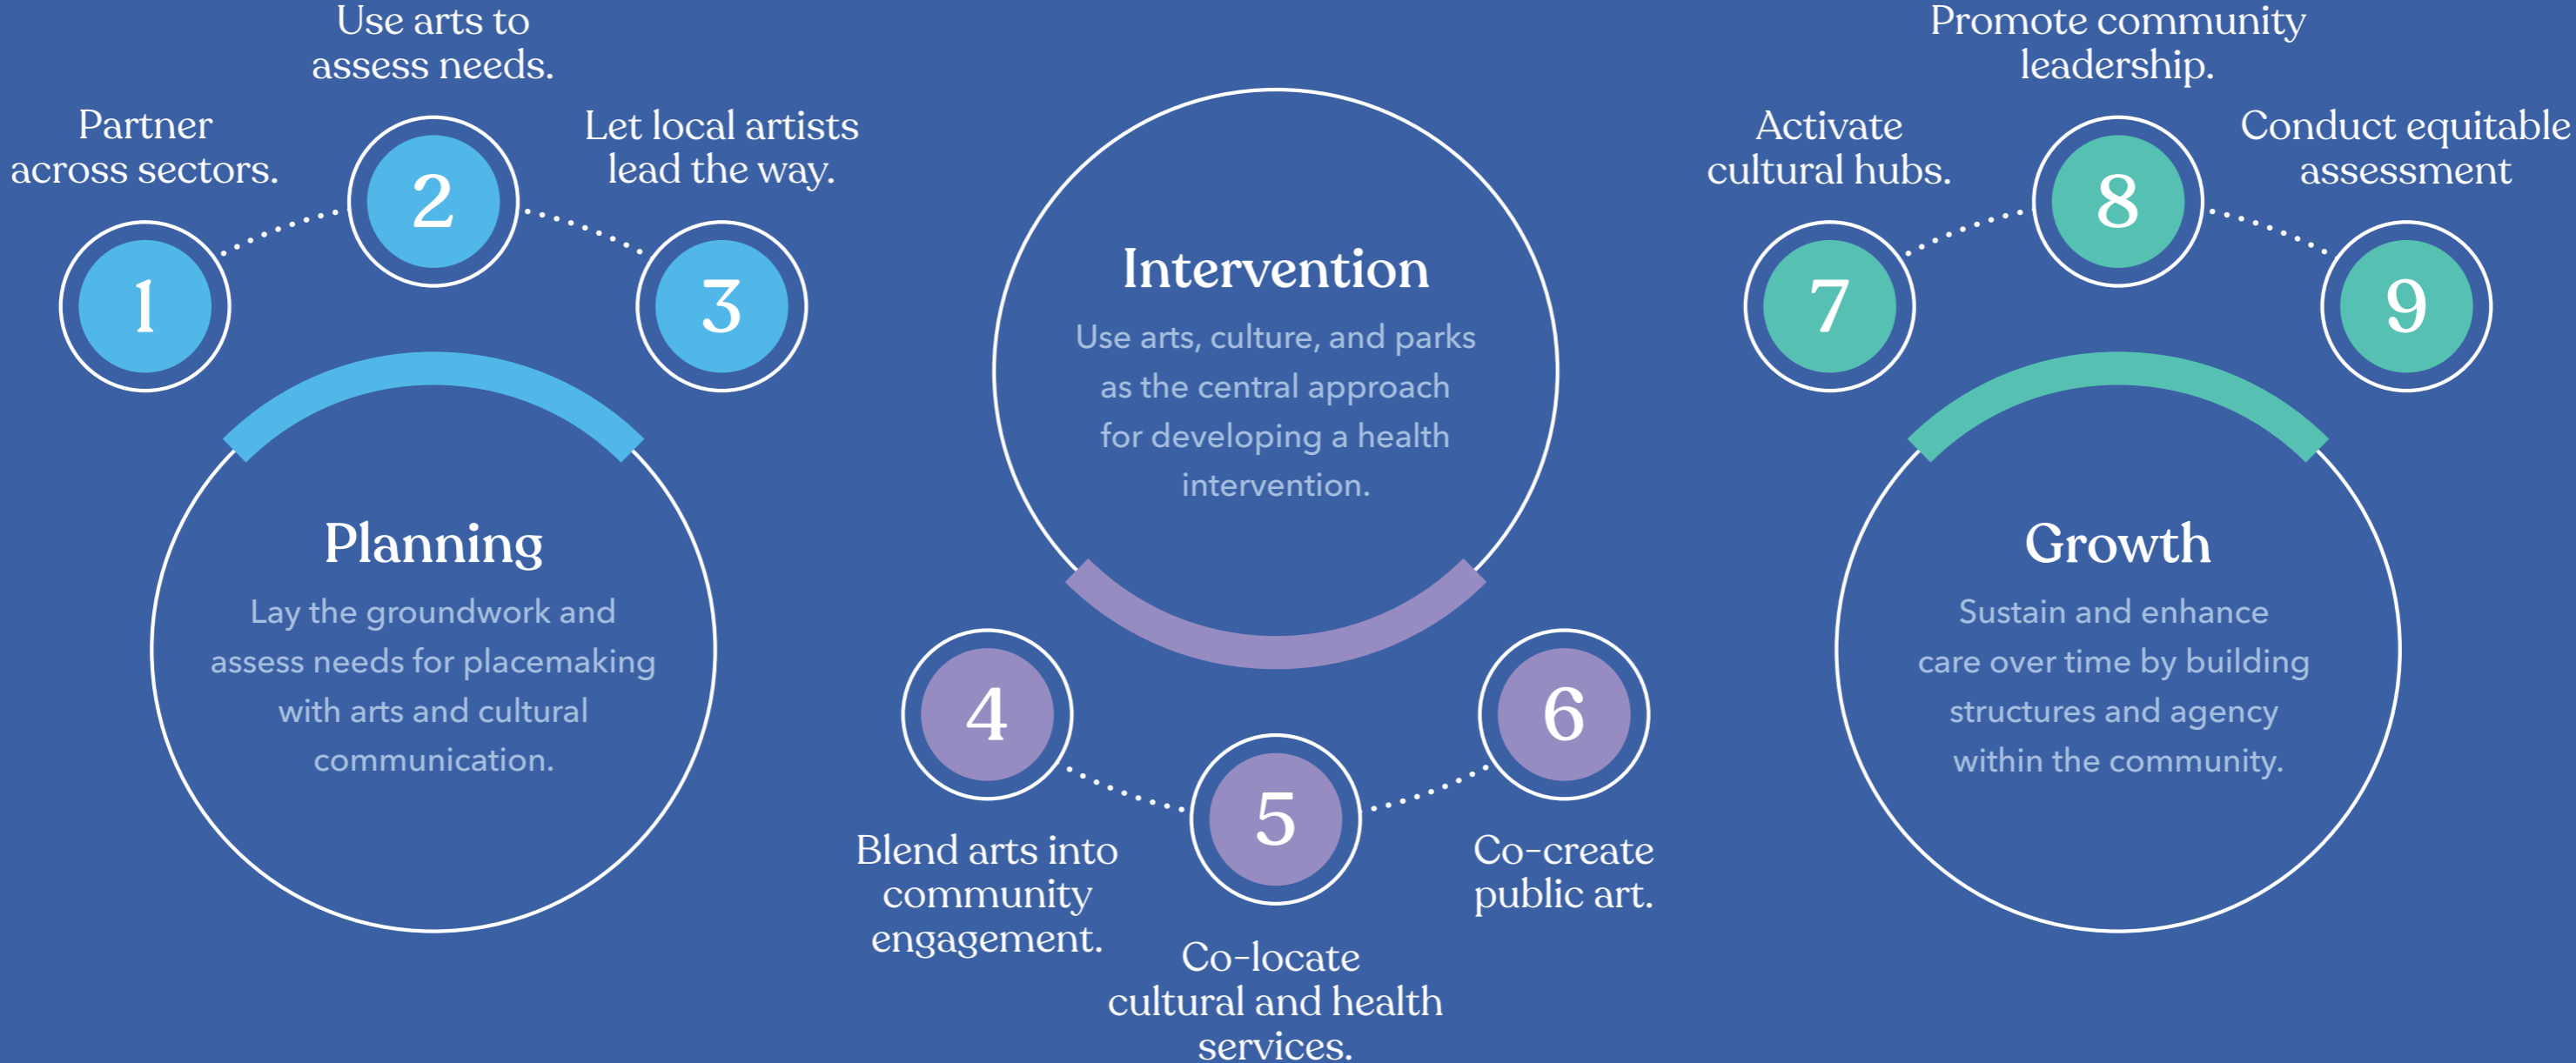 Partner
across sectors.
1
Use arts to
assess needs.
2
Let local artists
lead the way.
3
Planning
Lay the groundwork and
assess needs for placemaking
with arts and cultural
communication.
Intervention
Use arts, culture, and parks
as the central approach
for developing a health
intervention.
4
Blend arts into
community
engagement.
5
Co-locate
cultural and health
services.
6
Co-create
public art.
Activate
cultural hubs.
7
Promote community
leadership.
8
Conduct equitable
assessment
9
Growth
Sustain and enhance
care over time by building
structures and agency
within the community.